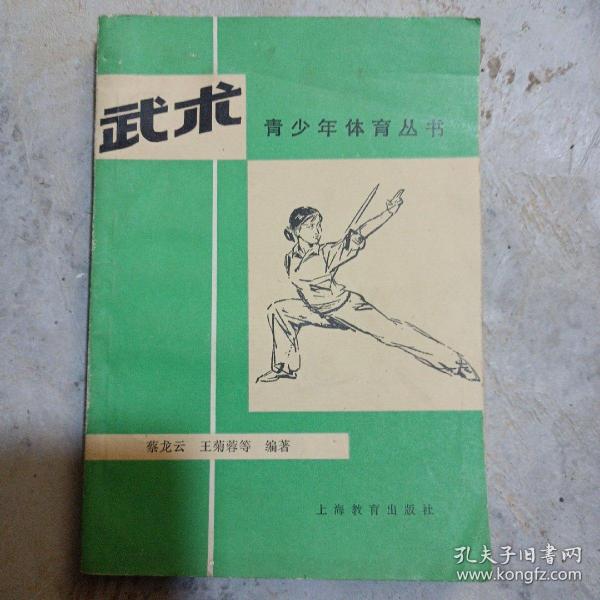 武术
青少年体育丛书
蔡龙云 王菊蓉等 编著
上海教育出版社
孔夫子旧书网
www.kongfz.com